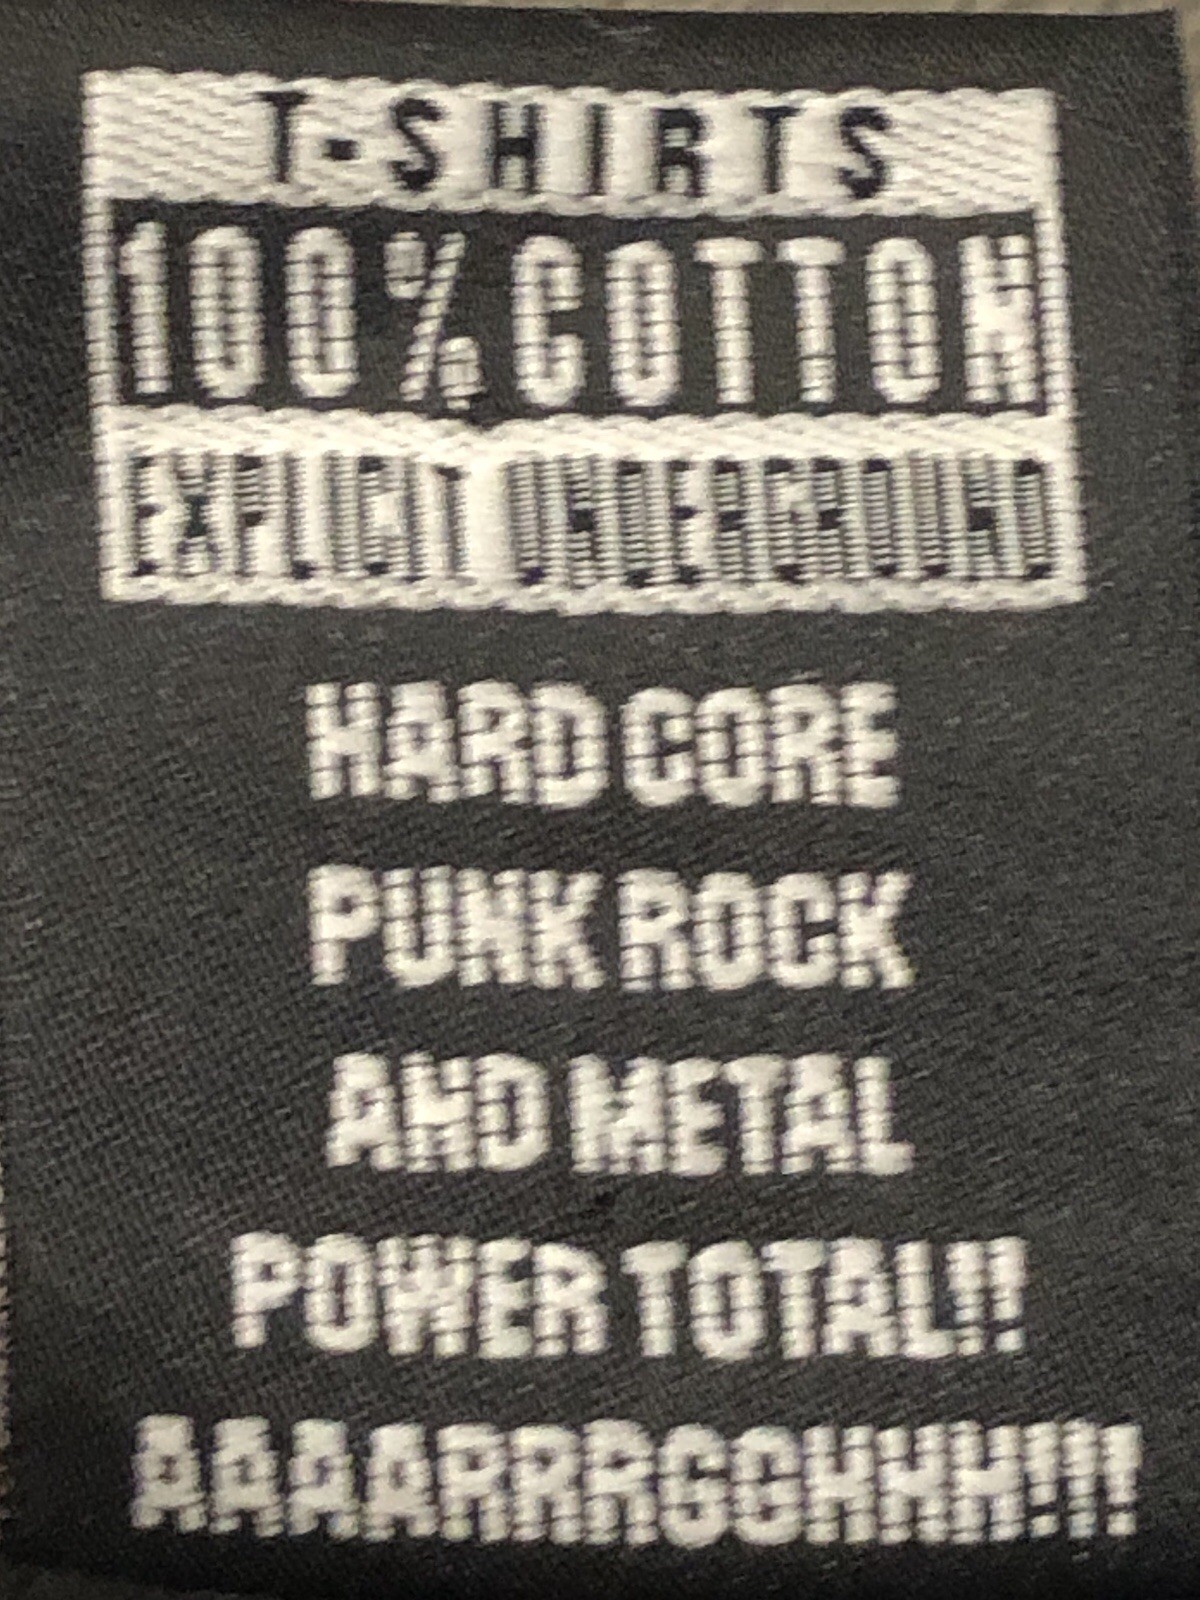 T-SHIRTS
100% COTTON
EXPLICIT UNDERGROUND
HARD CORE
PUNK ROCK
AND METAL
POWER TOTAL!!
AAAARRRGGHHH!!!